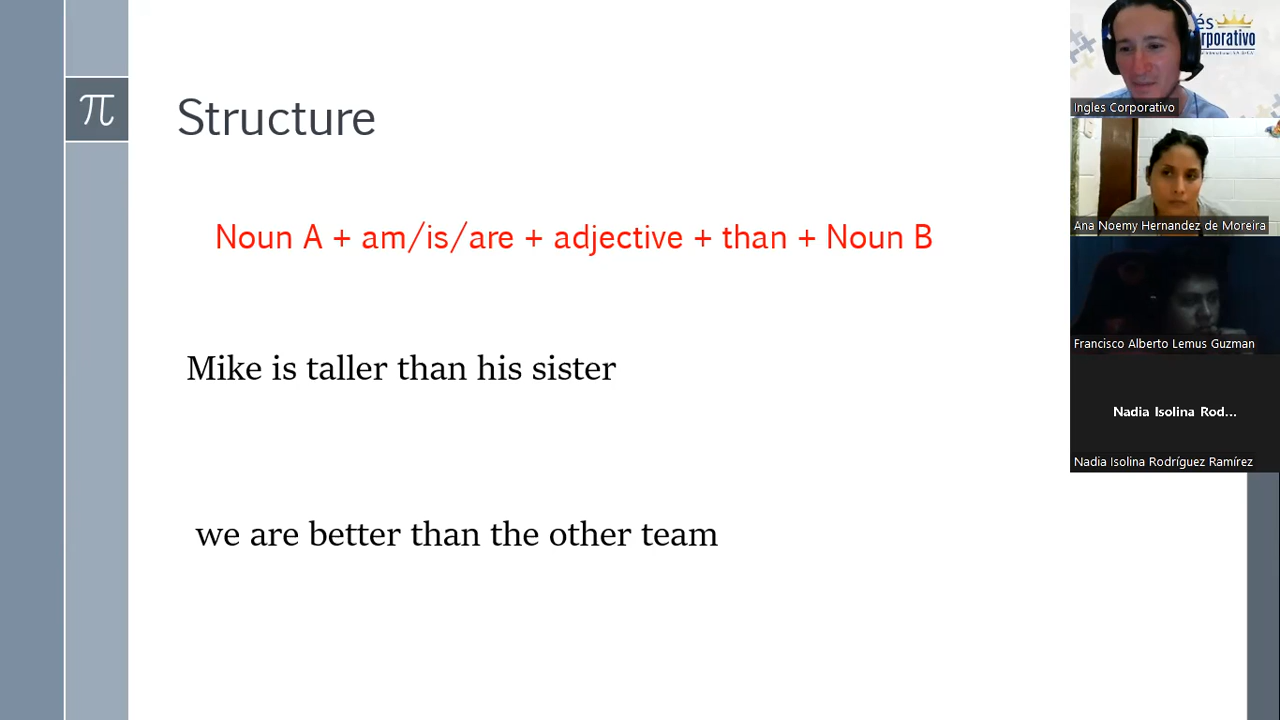 π
Structure
Noun A + am/is/are + adjective + than + Noun B
Mike is taller than his sister
we are better than the other team
és
rporativo
Ingles Corporativo
Ana Noemy Hernandez de Moreira
Francisco Alberto Lemus Guzman
Nadia Isolina Rod...
Nadia Isolina Rodríguez Ramírez